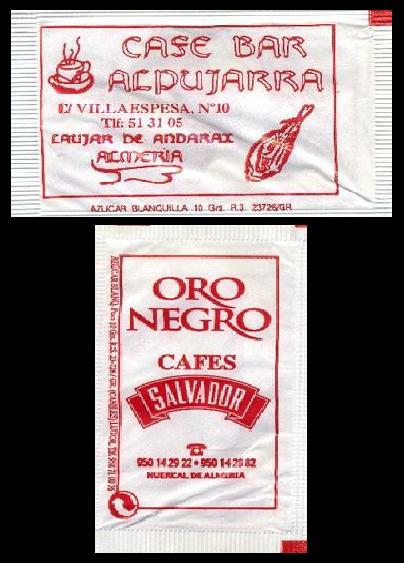 CAFE BAR
ALPUJARRA
C/ VILLAESPESA, Nº10
Tlf: 51 31 05
LAUJAR DE ANDARAX
ALMERIA
AZUCAR BLANQUILLA 10 Grs. R.S. 23726/GR
ORO
NEGRO
CAFES
SALVADOR
950 14 29 22 • 950 14 29 82
HUERCAL DE ALMERIA